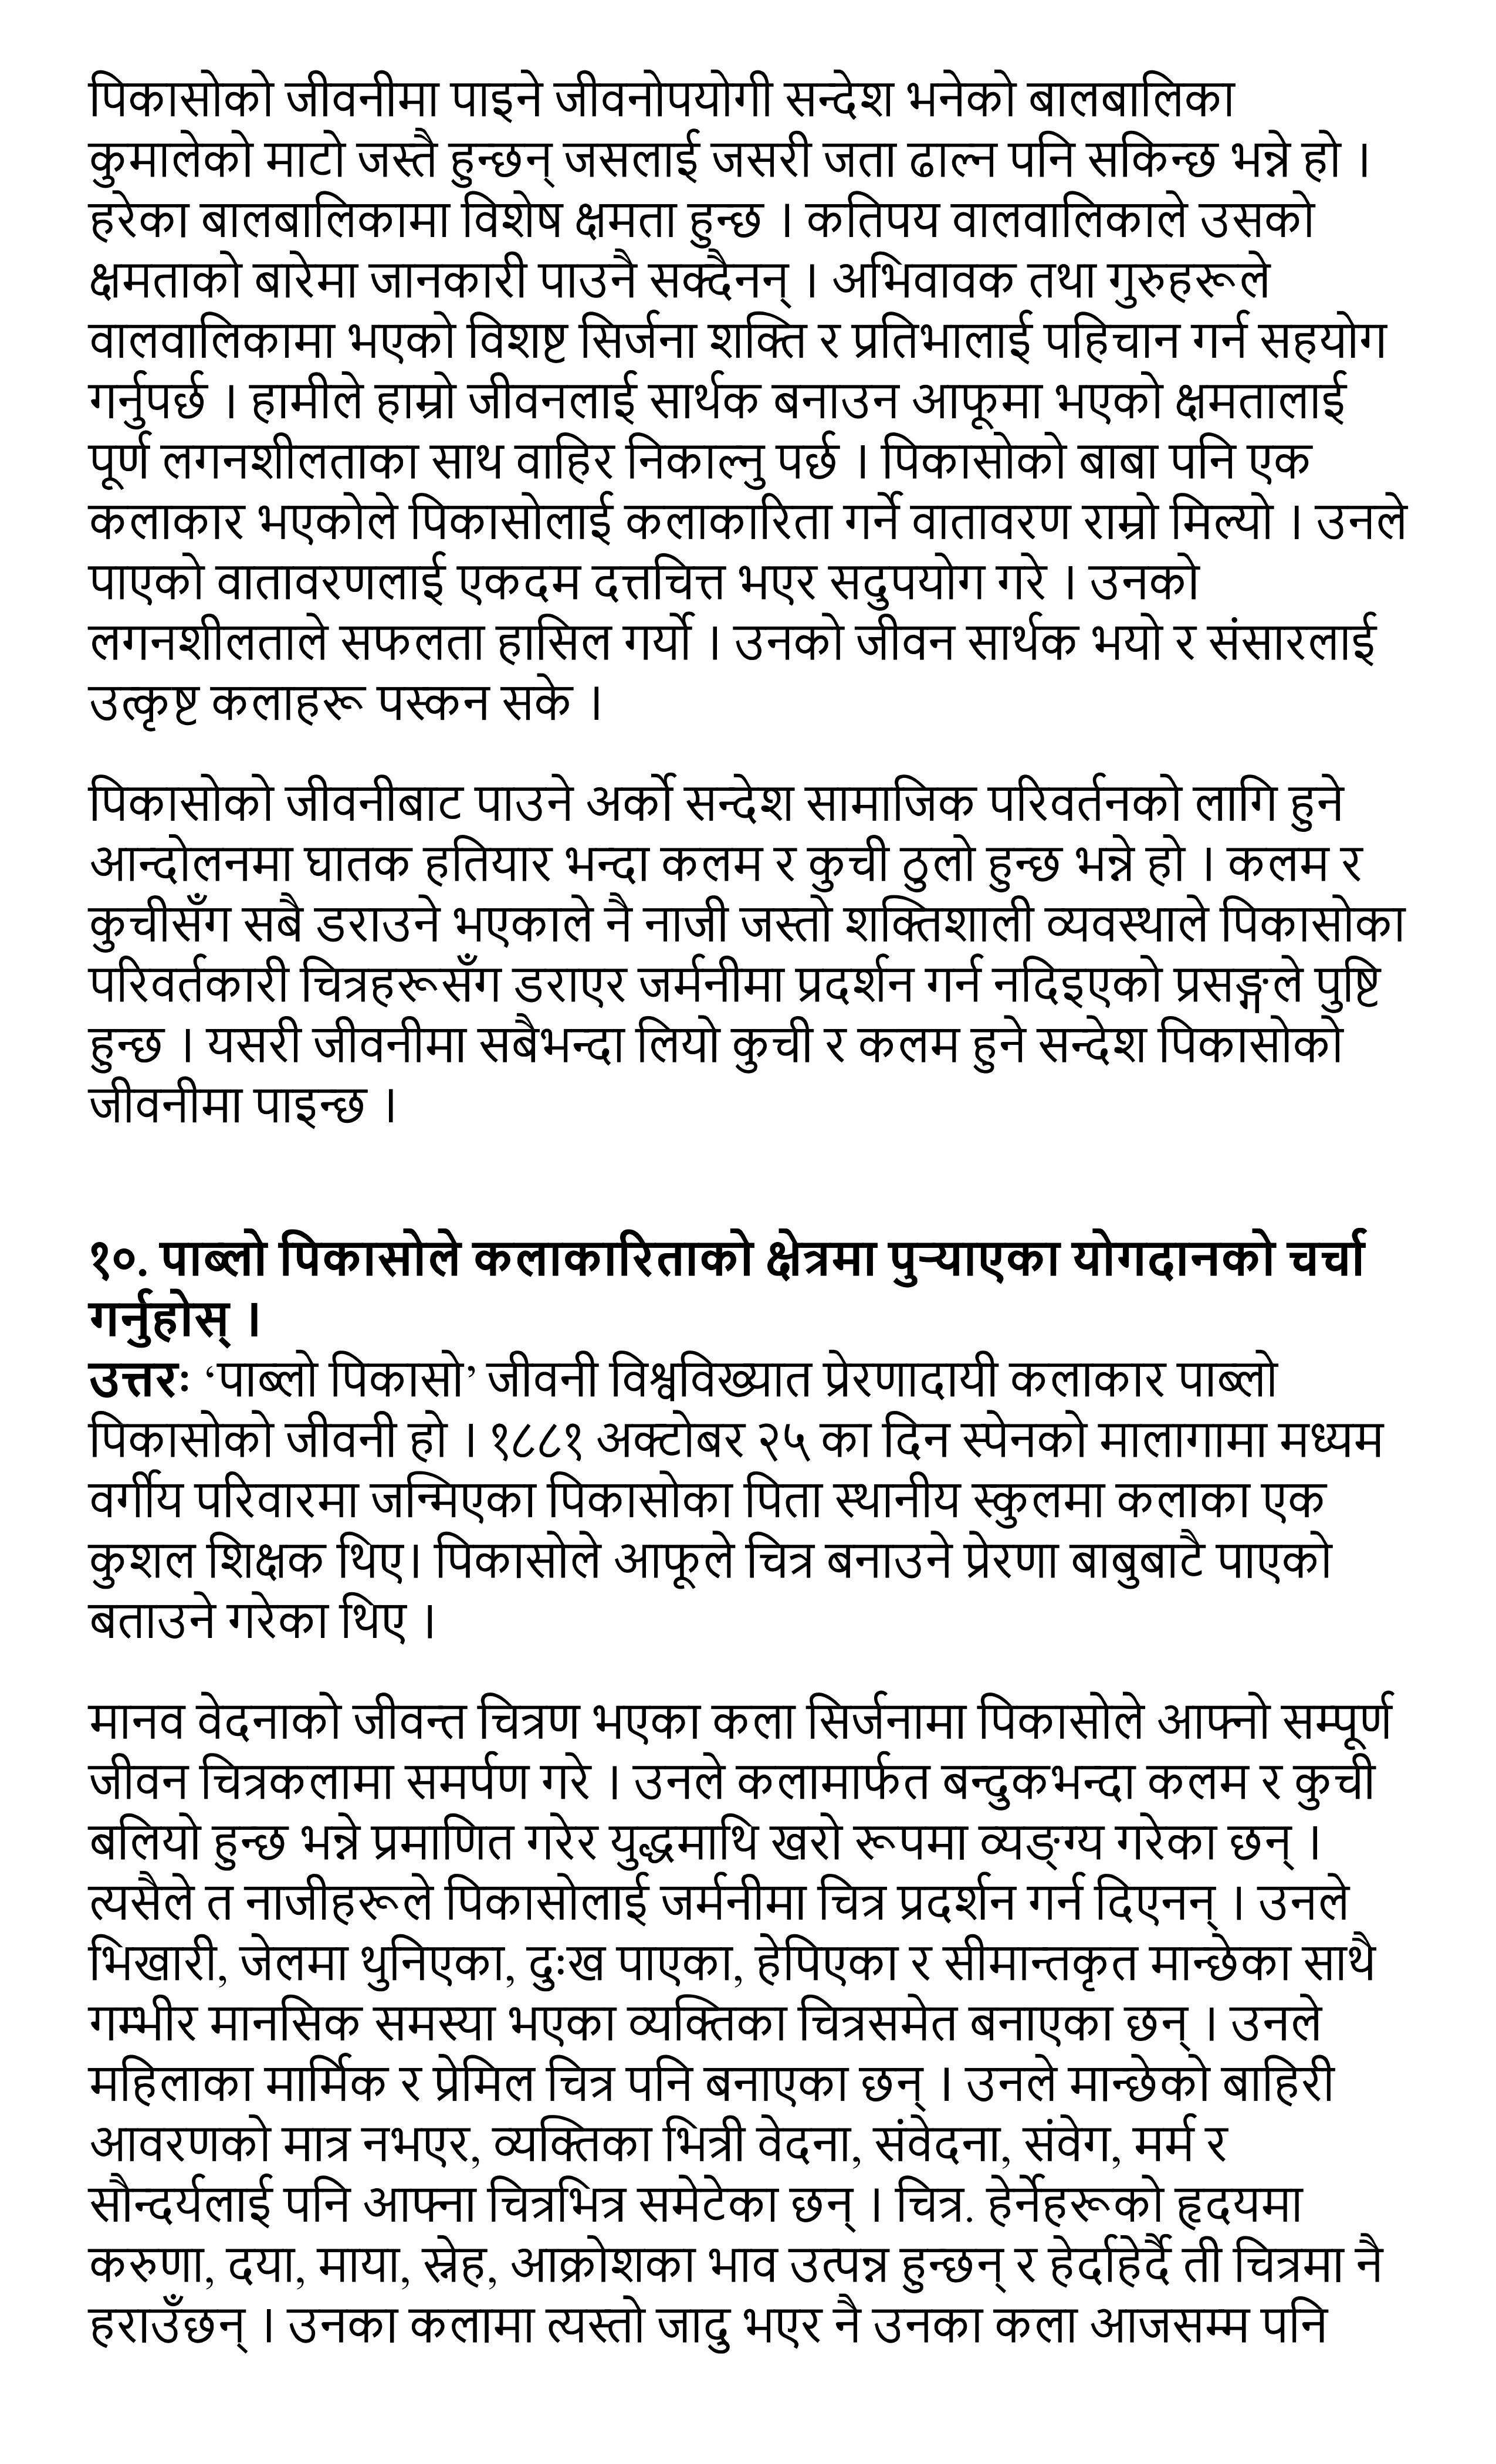 पिकासोको जीवनीमा पाइने जीवनोपयोगी सन्देश भनेको बालबालिका
कुमालेको माटो जस्तै हुन्छन् जसलाई जसरी जता ढाल्न पनि सकिन्छ भन्ने हो ।
हरेका बालबालिकामा विशेष क्षमता हुन्छ । कतिपय वालवालिकाले उसको
क्षमताको बारेमा जानकारी पाउनै सक्दैनन् । अभिवावक तथा गुरुहरूले
वालवालिकामा भएको विशष्ट सिर्जना शक्ति र प्रतिभालाई पहिचान गर्न सहयोग
गर्नुपर्छ । हामीले हाम्रो जीवनलाई सार्थक बनाउन आफूमा भएको क्षमतालाई
पूर्ण लगनशीलताका साथ वाहिर निकाल्नु पर्छ । पिकासोको बाबा पनि एक
कलाकार भएकोले पिकासोलाई कलाकारिता गर्ने वातावरण राम्रो मिल्यो । उनले
पाएको वातावरणलाई एकदम दत्तचित्त भएर सदुपयोग गरे । उनको
लगनशीलताले सफलता हासिल गर्यो । उनको जीवन सार्थक भयो र संसारलाई
उत्कृष्ट कलाहरू पस्कन सके ।
पिकासोको जीवनीबाट पाउने अर्को सन्देश सामाजिक परिवर्तनको लागि हुने
आन्दोलनमा घातक हतियार भन्दा कलम र कुची ठुलो हुन्छ भन्ने हो । कलम र
कुचीसँग सबै डराउने भएकाले नै नाजी जस्तो शक्तिशाली व्यवस्थाले पिकासोका
परिवर्तकारी चित्रहरूसँग डराएर जर्मनीमा प्रदर्शन गर्न नदिइएको प्रसङ्गले पुष्टि
हुन्छ । यसरी जीवनीमा सबैभन्दा लियो कुची र कलम हुने सन्देश पिकासोको
जीवनीमा पाइन्छ ।
१०. पाब्लो पिकासोले कलाकारिताको क्षेत्रमा पुऱ्याएका योगदानको चर्चा
गर्नुहोस् ।
उत्तरः ‘पाब्लो पिकासो’ जीवनी विश्वविख्यात प्रेरणादायी कलाकार पाब्लो
पिकासोको जीवनी हो । १८८१ अक्टोबर २५ का दिन स्पेनको मालागामा मध्यम
वर्गीय परिवारमा जन्मिएका पिकासोका पिता स्थानीय स्कुलमा कलाका एक
कुशल शिक्षक थिए। पिकासोले आफूले चित्र बनाउने प्रेरणा बाबुबाटै पाएको
बताउने गरेका थिए ।
मानव वेदनाको जीवन्त चित्रण भएका कला सिर्जनामा पिकासोले आफ्नो सम्पूर्ण
जीवन चित्रकलामा समर्पण गरे । उनले कलामार्फत बन्दुकभन्दा कलम र कुची
बलियो हुन्छ भन्ने प्रमाणित गरेर युद्धमाथि खरो रूपमा व्यङ्ग्य गरेका छन् ।
त्यसैले त नाजीहरूले पिकासोलाई जर्मनीमा चित्र प्रदर्शन गर्न दिएनन् । उनले
भिखारी, जेलमा थुनिएका, दुःख पाएका, हेपिएका र सीमान्तकृत मान्छेका साथै
गम्भीर मानसिक समस्या भएका व्यक्तिका चित्रसमेत बनाएका छन् । उनले
महिलाका मार्मिक र प्रेमिल चित्र पनि बनाएका छन् । उनले मान्छेको बाहिरी
आवरणको मात्र नभएर, व्यक्तिका भित्री वेदना, संवेदना, संवेग, मर्म र
सौन्दर्यलाई पनि आफ्ना चित्रभित्र समेटेका छन् । चित्र. हेर्नेहरूको हृदयमा
करुणा, दया, माया, स्नेह, आक्रोशका भाव उत्पन्न हुन्छन् र हेर्दाहेर्दै ती चित्रमा नै
हराउँछन् । उनका कलामा त्यस्तो जादु भएर नै उनका कला आजसम्म पनि